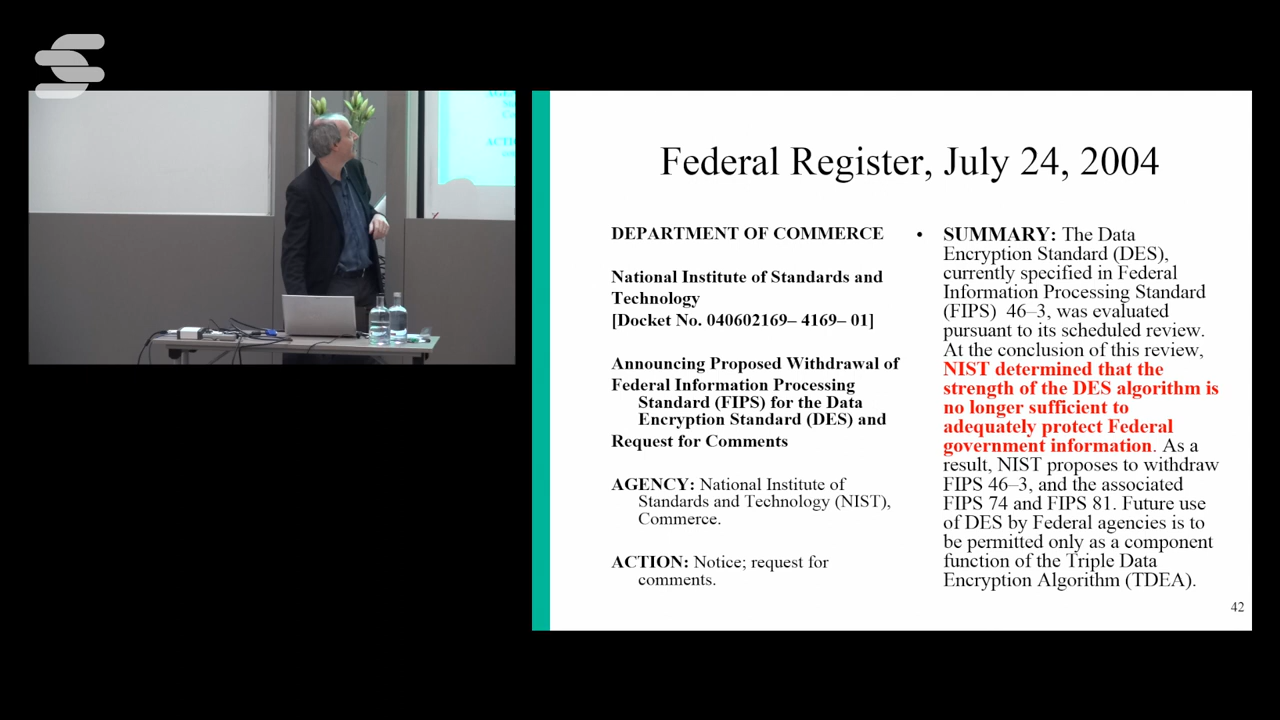 Federal Register, July 24, 2004
DEPARTMENT OF COMMERCE
National Institute of Standards and
Technology
[Docket No. 040602169– 4169– 01]
Announcing Proposed Withdrawal of
Federal Information Processing
Standard (FIPS) for the Data
Encryption Standard (DES) and
Request for Comments
AGENCY: National Institute of
Standards and Technology (NIST),
Commerce.
ACTION: Notice; request for
comments.
• SUMMARY: The Data
Encryption Standard (DES),
currently specified in Federal
Information Processing Standard
(FIPS) 46–3, was evaluated
pursuant to its scheduled review.
At the conclusion of this review,
NIST determined that the
strength of the DES algorithm is
no longer sufficient to
adequately protect Federal
government information. As a
result, NIST proposes to withdraw
FIPS 46–3, and the associated
FIPS 74 and FIPS 81. Future use
of DES by Federal agencies is to
be permitted only as a component
function of the Triple Data
Encryption Algorithm (TDEA).
42